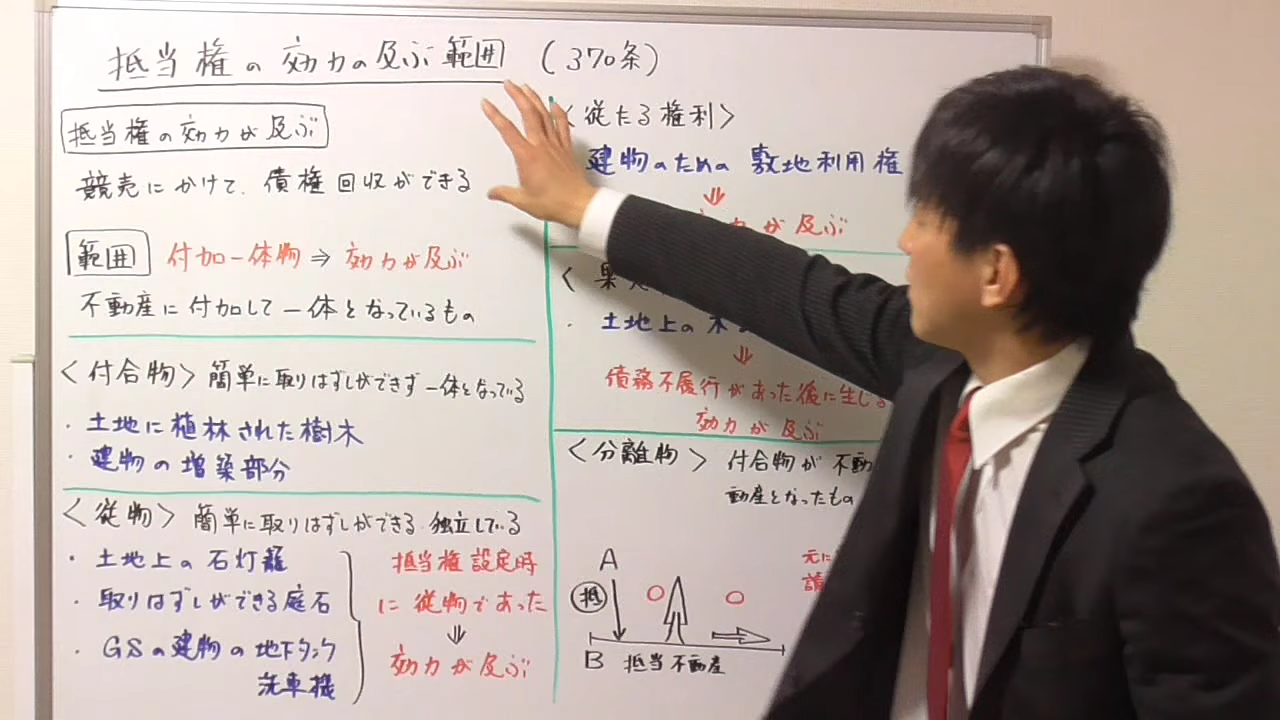 抵当権の効力の及ぶ範囲 (370条)
抵当権の効力が及ぶ
競売にかけて、債権回収ができる
範囲 付加一体物⇒効力が及ぶ
不動産に付加して一体となっているもの
<付合物> 簡単に取りはずしができず一体となっている
・土地に植林された樹木
・建物の増築部分
<従物> 簡単に取りはずしができる 独立している
・土地上の石灯籠
・取りはずしができる庭石
・GSの建物の地下タンク
洗車機
抵当権設定時
に従物であった
⇓
効力が及ぶ
<従たる権利>
建物のための敷地利用権
⇓
効力が及ぶ
<果
・土地上の木
⇓
債務不履行があった後に生じる
効力が及ぶ
<分離物> 付合物が不動
動産となったもの
元に
A
抵 ○ ○
B 抵当不動産